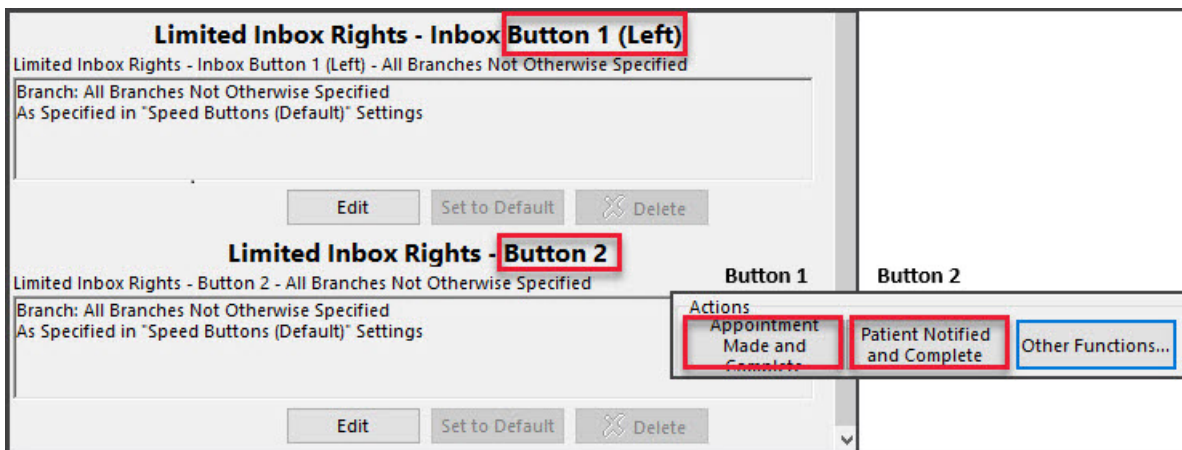 Limited Inbox Rights - Inbox Button 1 (Left)
Limited Inbox Rights - Inbox Button 1 (Left) - All Branches Not Otherwise Specified
Branch: All Branches Not Otherwise Specified
As Specified in "Speed Buttons (Default)" Settings
Edit
Set to Default
Delete
Limited Inbox Rights - Button 2
Limited Inbox Rights - Button 2 - All Branches Not Otherwise Specified
Branch: All Branches Not Otherwise Specified
As Specified in "Speed Buttons (Default)" Settings
Edit
Set to Default
Delete
Button 1
Button 2
Actions
Appointment
Made and
Complete
Patient Notified
and Complete
Other Functions...